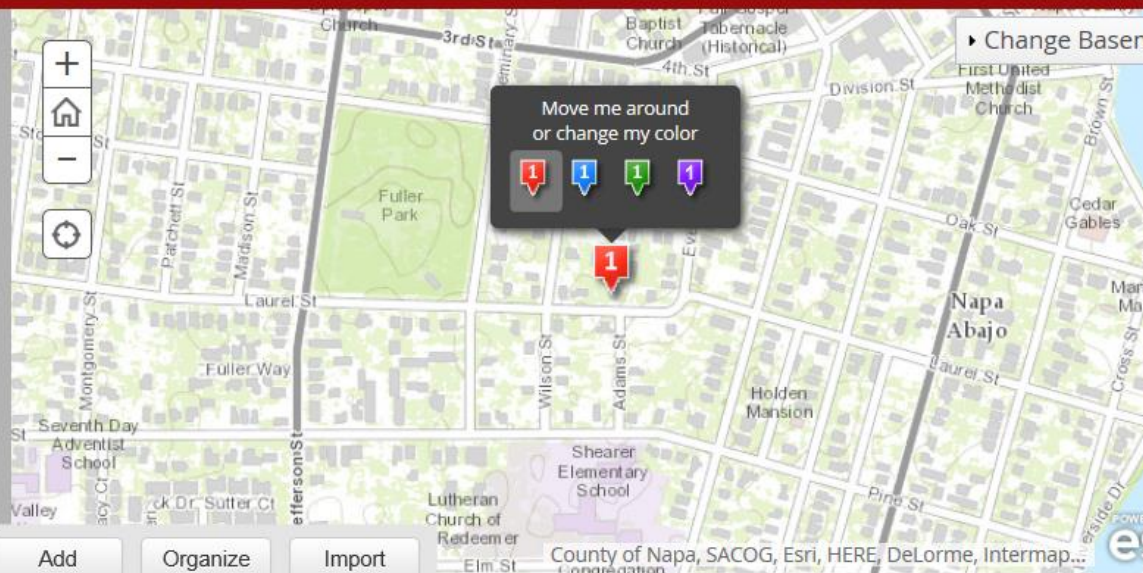 Church
3rd St
Baptist
Church
Tabernacle
(Historical)
4th St
Change Basem
+
−
Division St
First United
Methodist
Church
Brown St
Move me around
or change my color
1 1 1 1
1
Fuller
Park
Patchett St
Madison St
Cedar
Gables
Oak St
Laurel St
Montgomery St
Napa
Abajo
Cross St
Fuller Way
Wilson St
Adams St
Laurel St
Holden
Mansion
Seventh Day
Adventist
School
Shearer
Elementary
School
Pine St
Valley
Sutter Ct
Lutheran
Church of
Redeemer
Elm St
Add
Organize
Import
County of Napa, SACOG, Esri, HERE, DeLorme, Intermap...